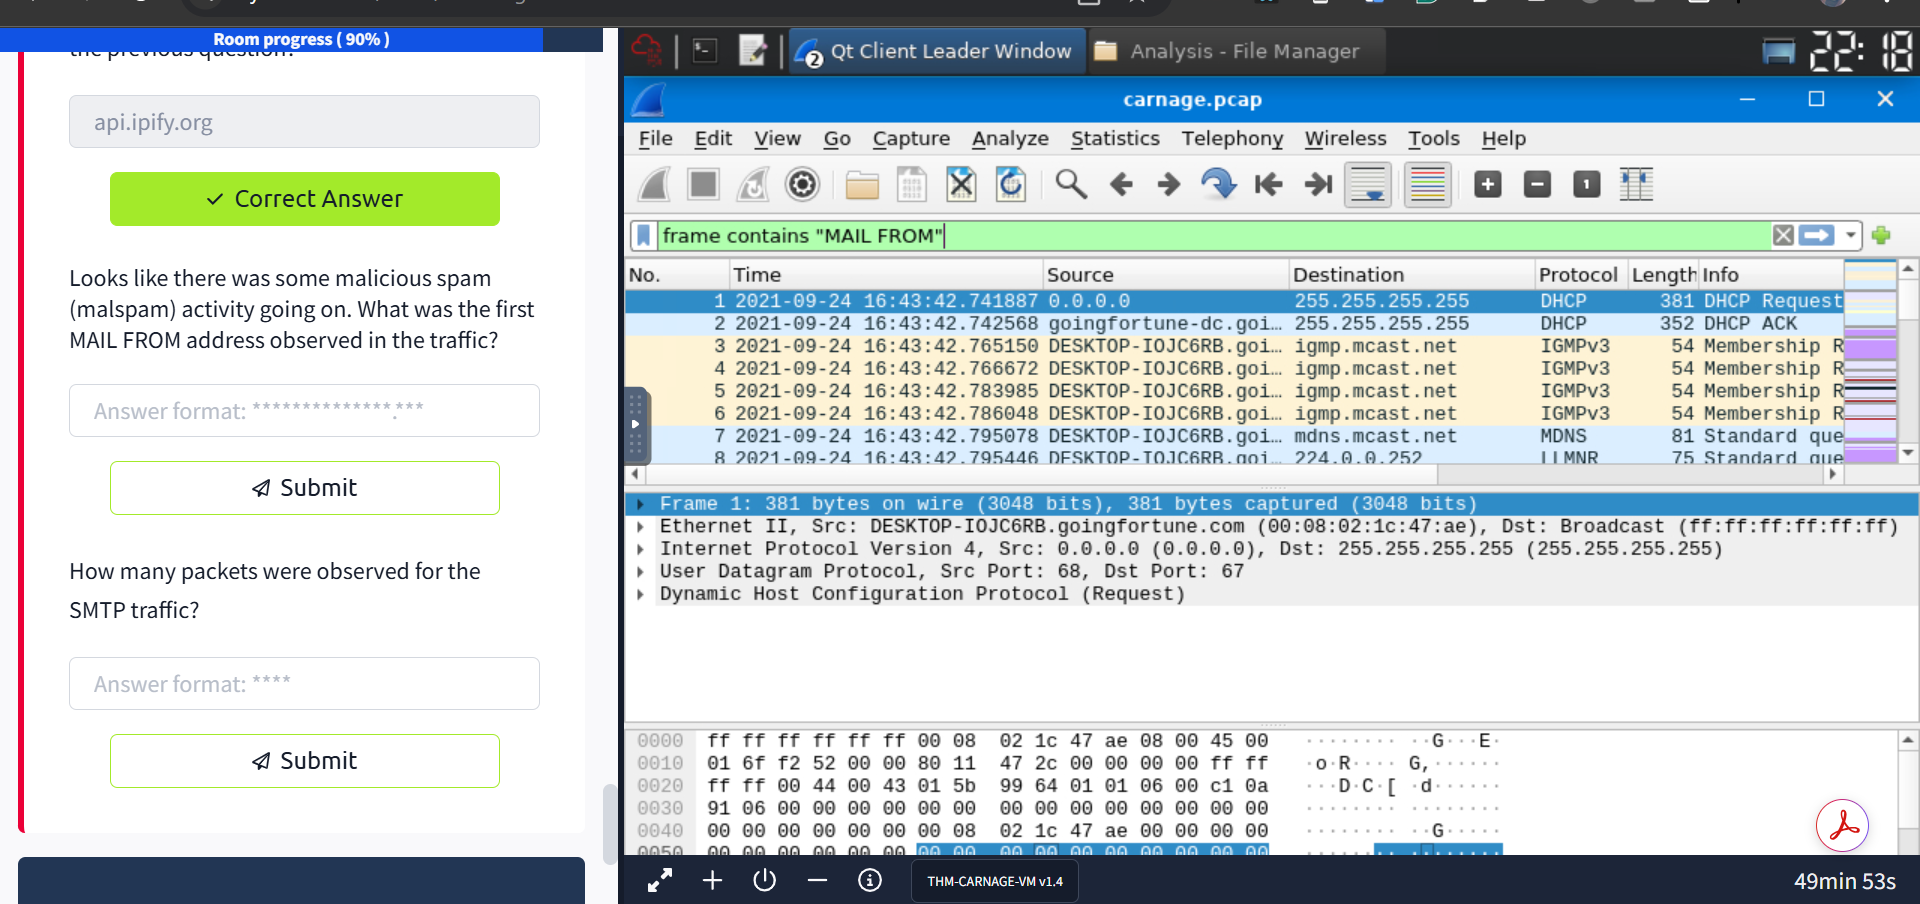 Room progress ( 90% )
the previous question?
api.ipify.org
Correct Answer
Looks like there was some malicious spam
(malspam) activity going on. What was the first
MAIL FROM address observed in the traffic?
Answer format: **************.***
Submit
How many packets were observed for the
SMTP traffic?
Answer format: ****
Submit
2 Qt Client Leader Window
Analysis - File Manager
22:18
carnage.pcap
File Edit View Go Capture Analyze Statistics Telephony Wireless Tools Help
frame contains "MAIL FROM"
No. Time Source Destination Protocol Length Info
1 2021-09-24 16:43:42.741887 0.0.0.0 255.255.255.255 DHCP 381 DHCP Request
2 2021-09-24 16:43:42.742568 goingfortune-dc.goi… 255.255.255.255 DHCP 352 DHCP ACK
3 2021-09-24 16:43:42.765150 DESKTOP-IOJC6RB.goi… igmp.mcast.net IGMPv3 54 Membership R
4 2021-09-24 16:43:42.766672 DESKTOP-IOJC6RB.goi… igmp.mcast.net IGMPv3 54 Membership R
5 2021-09-24 16:43:42.783985 DESKTOP-IOJC6RB.goi… igmp.mcast.net IGMPv3 54 Membership R
6 2021-09-24 16:43:42.786048 DESKTOP-IOJC6RB.goi… igmp.mcast.net IGMPv3 54 Membership R
7 2021-09-24 16:43:42.795078 DESKTOP-IOJC6RB.goi… mdns.mcast.net MDNS 81 Standard que
8 2021-09-24 16:43:42.795446 DESKTOP-IOJC6RB.goi… 224.0.0.252 LLMNR 75 Standard que
Frame 1: 381 bytes on wire (3048 bits), 381 bytes captured (3048 bits)
Ethernet II, Src: DESKTOP-IOJC6RB.goingfortune.com (00:08:02:1c:47:ae), Dst: Broadcast (ff:ff:ff:ff:ff:ff)
Internet Protocol Version 4, Src: 0.0.0.0 (0.0.0.0), Dst: 255.255.255.255 (255.255.255.255)
User Datagram Protocol, Src Port: 68, Dst Port: 67
Dynamic Host Configuration Protocol (Request)
0000 ff ff ff ff ff ff 00 08 02 1c 47 ae 08 00 45 00 ········ ··G···E·
0010 01 6f f2 52 00 00 80 11 47 2c 00 00 00 00 ff ff ·o·R···· G,······
0020 ff ff 00 44 00 43 01 5b 99 64 01 01 06 00 c1 0a ···D·C·[ ·d······
0030 91 06 00 00 00 00 00 00 00 00 00 00 00 00 00 00 ········ ········
0040 00 00 00 00 00 00 00 08 02 1c 47 ae 00 00 00 00 ········ ··G·····
0050 00 00 00 00 00 00 00 00 00 00 00 00 00 00 00 00 ········ ········
THM-CARNAGE-VM v1.4
49min 53s